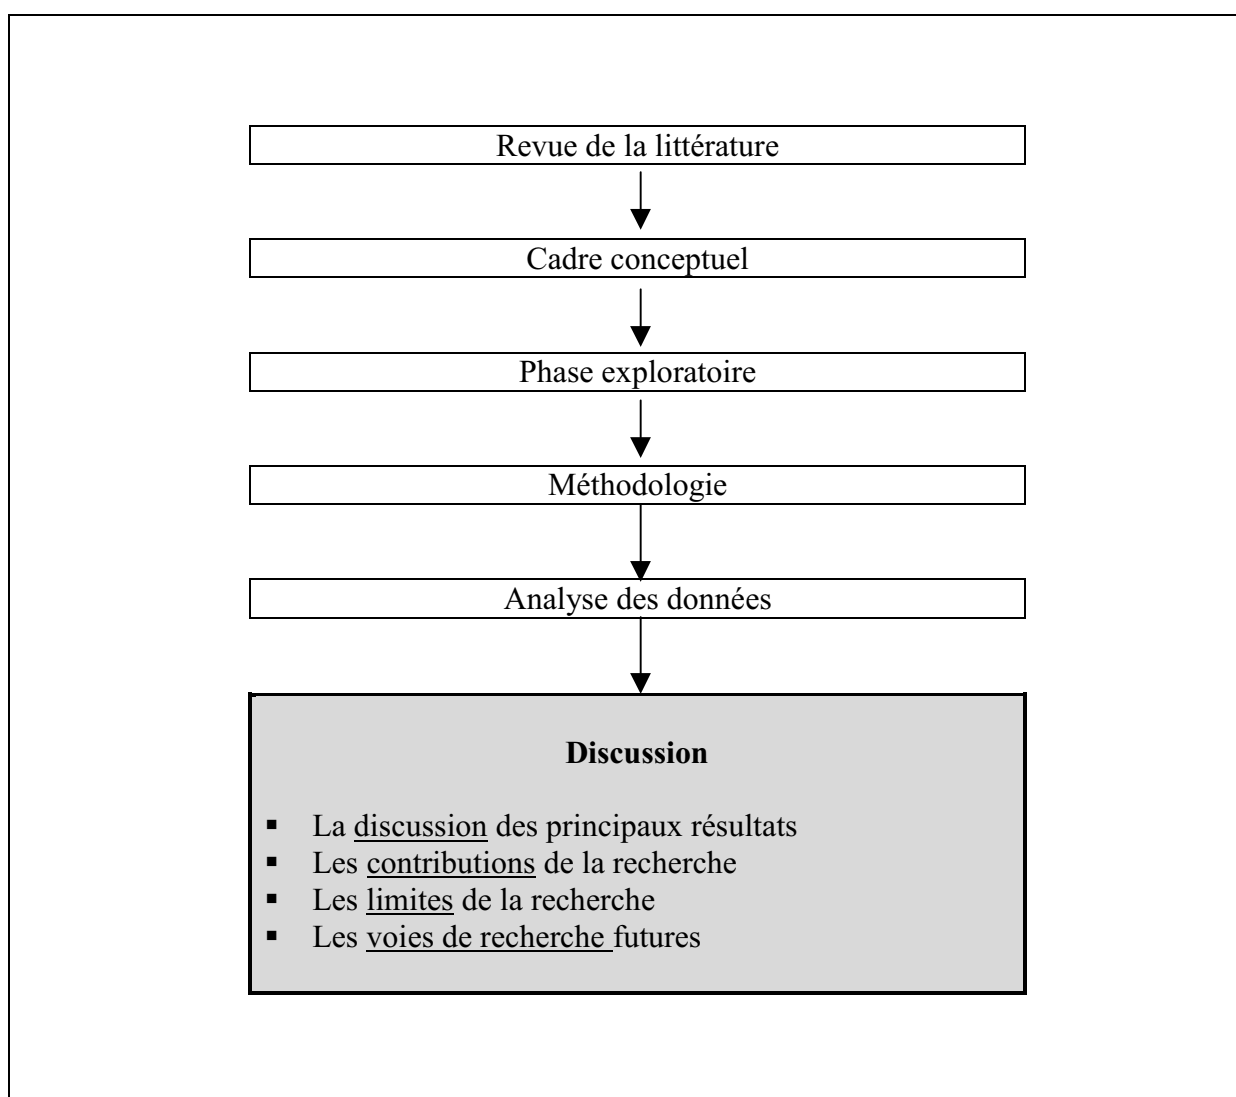 Revue de la littérature
Cadre conceptuel
Phase exploratoire
Méthodologie
Analyse des données
Discussion
▪ La discussion des principaux résultats
▪ Les contributions de la recherche
▪ Les limites de la recherche
▪ Les voies de recherche futures